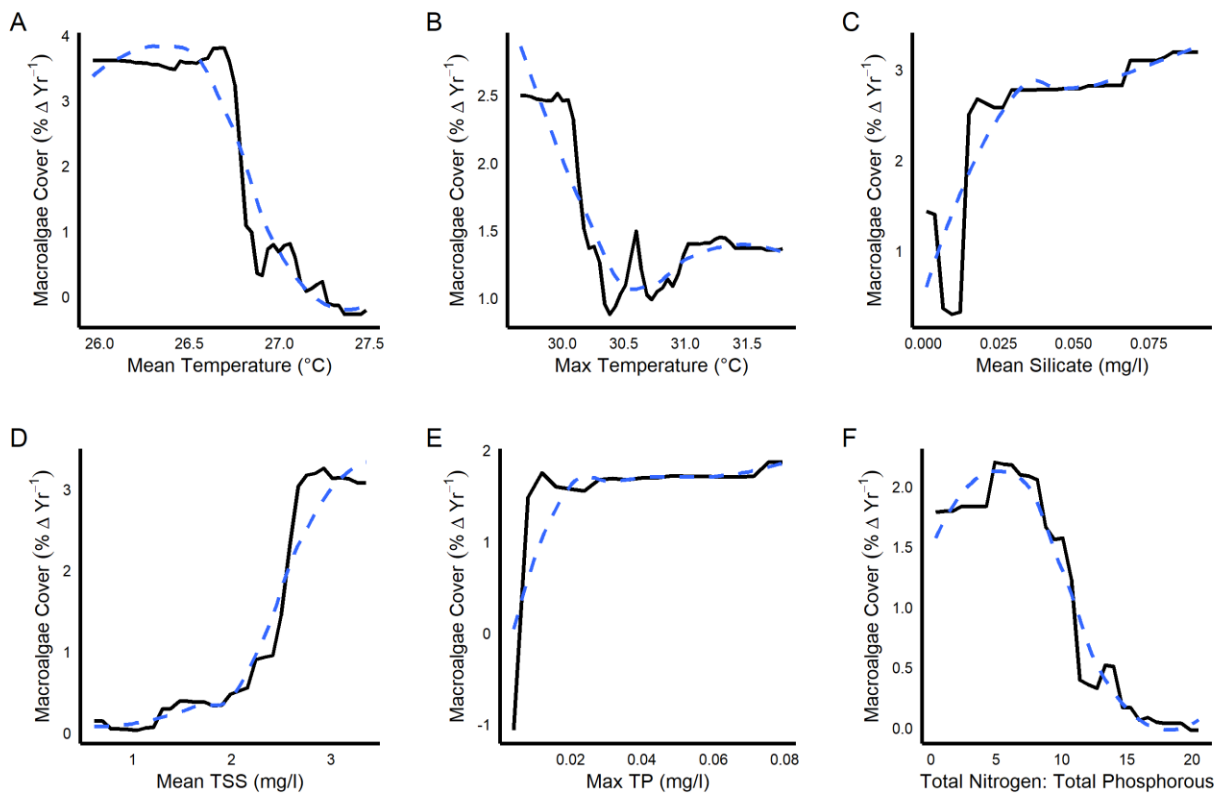 A
Macroalgae Cover (% Δ Yr⁻¹)
4
3
2
1
0
26.0 26.5 27.0 27.5
Mean Temperature (°C)
B
Macroalgae Cover (% Δ Yr⁻¹)
2.5
2.0
1.5
1.0
30.0 30.5 31.0 31.5
Max Temperature (°C)
C
Macroalgae Cover (% Δ Yr⁻¹)
3
2
1
0.000 0.025 0.050 0.075
Mean Silicate (mg/l)
D
Macroalgae Cover (% Δ Yr⁻¹)
3
2
1
0
1 2 3
Mean TSS (mg/l)
E
Macroalgae Cover (% Δ Yr⁻¹)
2
1
0
-1
0.02 0.04 0.06 0.08
Max TP (mg/l)
F
Macroalgae Cover (% Δ Yr⁻¹)
2.0
1.5
1.0
0.5
0.0
0 5 10 15 20
Total Nitrogen: Total Phosphorous